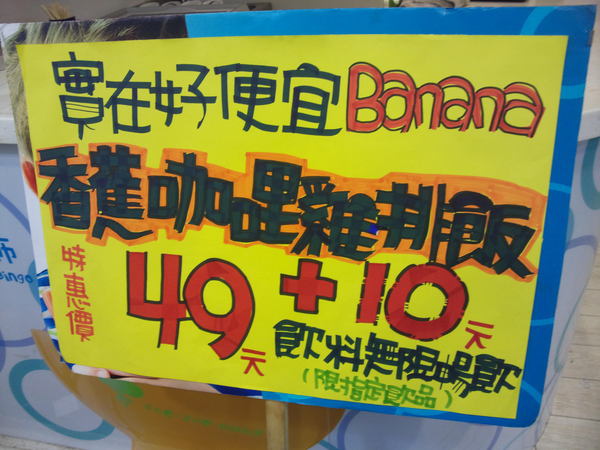 實在好便宜Banana
香蕉咖哩雞排飯
特惠價
49元+10元
飲料無限暢飲
(限指定飲品)